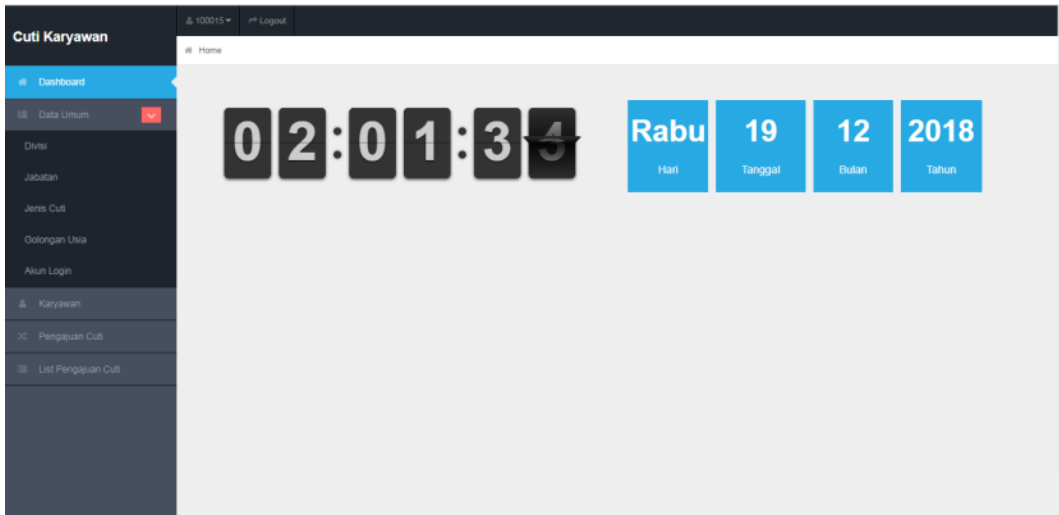 Cuti Karyawan
100015 Logout
Home
Dashboard
Data Umum
Divisi
Jabatan
Jenis Cuti
Golongan Usia
Akun Login
Karyawan
Pengajuan Cuti
List Pengajuan Cuti
02:01:3
Rabu 19 12 2018
Hari Tanggal Bulan Tahun